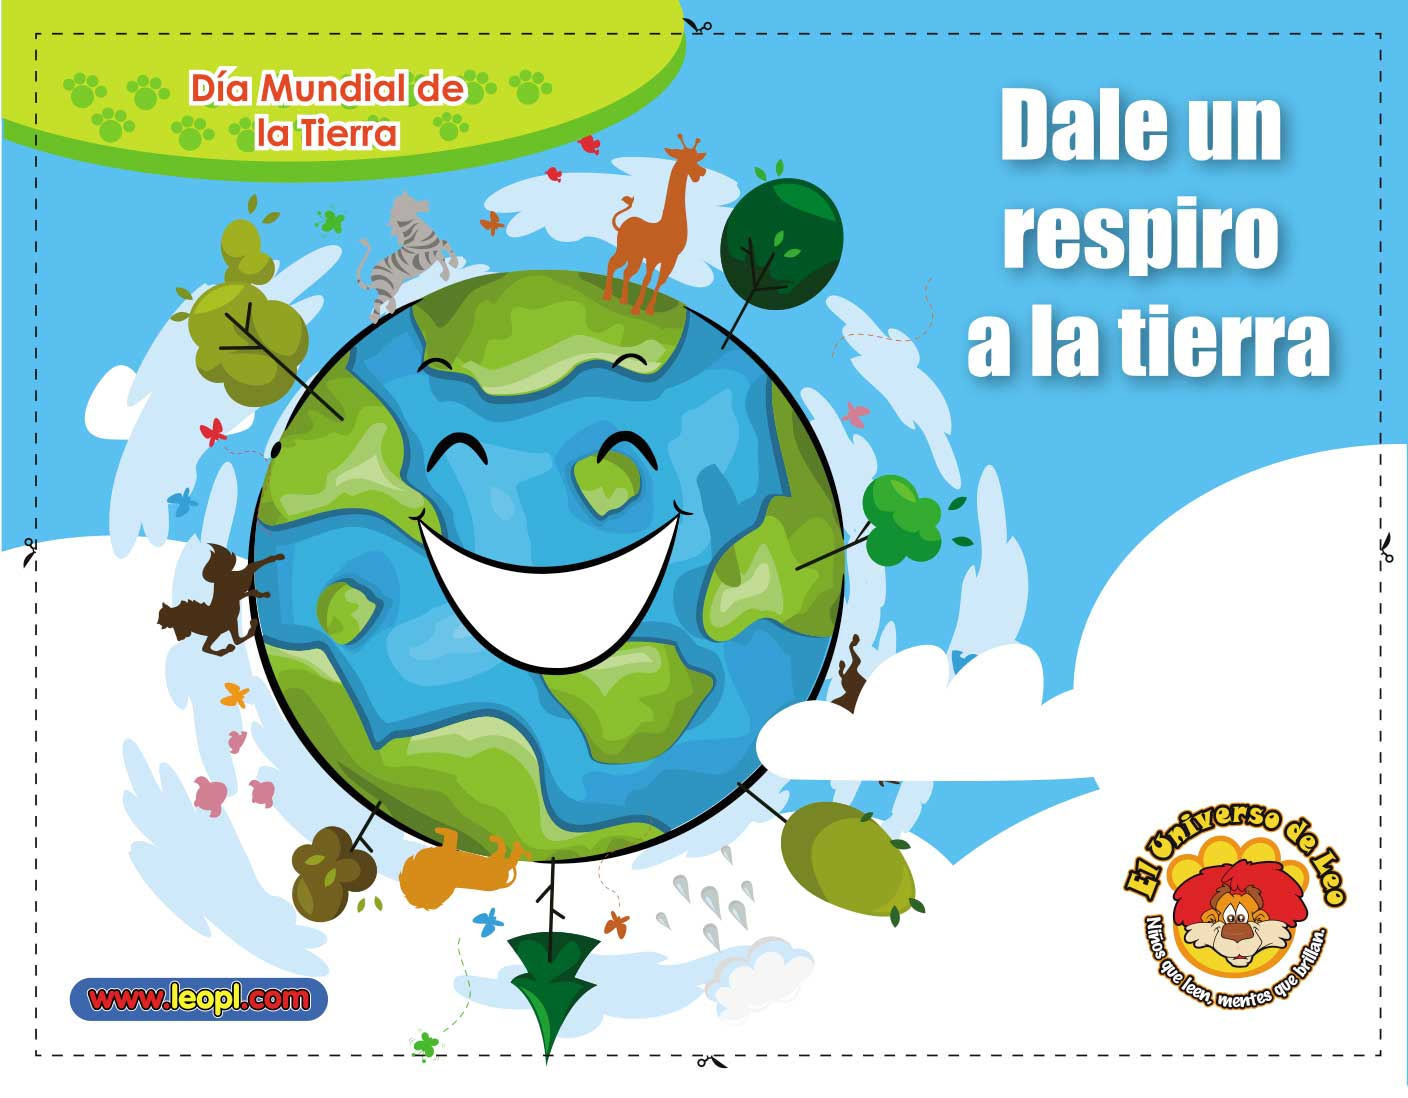 Día Mundial de
la Tierra
Dale un
respiro
a la tierra
El Universo de Leo
Niños que leen, mentes que brillan.
www.leopl.com